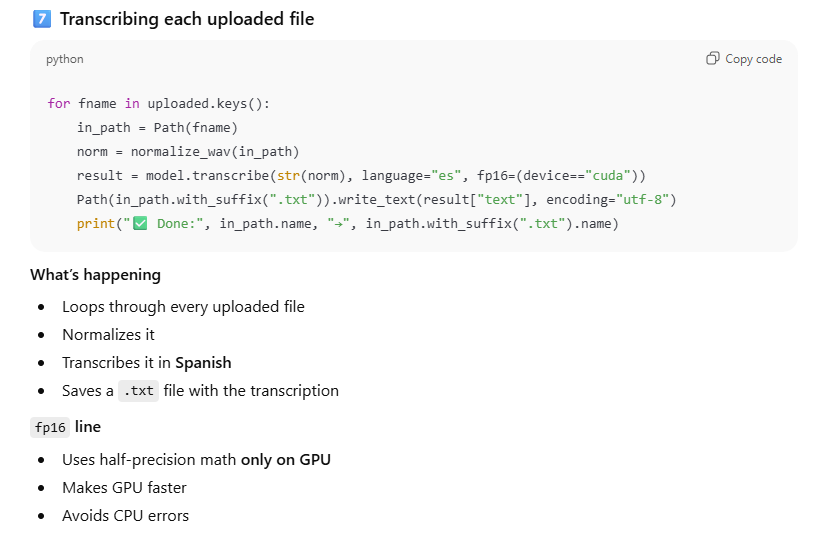 7️⃣ Transcribing each uploaded file
python
Copy code
for fname in uploaded.keys():
    in_path = Path(fname)
    norm = normalize_wav(in_path)
    result = model.transcribe(str(norm), language="es", fp16=(device=="cuda"))
    Path(in_path.with_suffix(".txt")).write_text(result["text"], encoding="utf-8")
    print("✅ Done:", in_path.name, "→", in_path.with_suffix(".txt").name)
What's happening
• Loops through every uploaded file
• Normalizes it
• Transcribes it in Spanish
• Saves a .txt file with the transcription
fp16 line
• Uses half-precision math only on GPU
• Makes GPU faster
• Avoids CPU errors